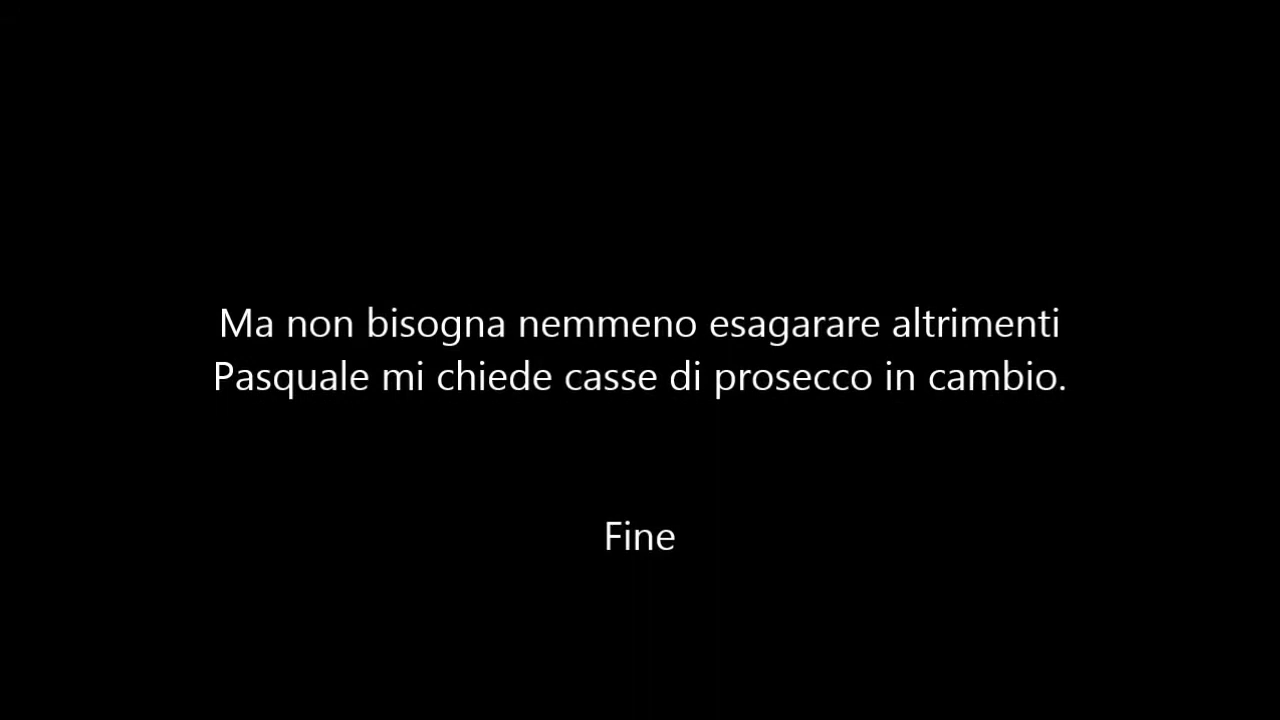 Ma non bisogna nemmeno esagarare altrimenti
Pasquale mi chiede casse di prosecco in cambio.
Fine